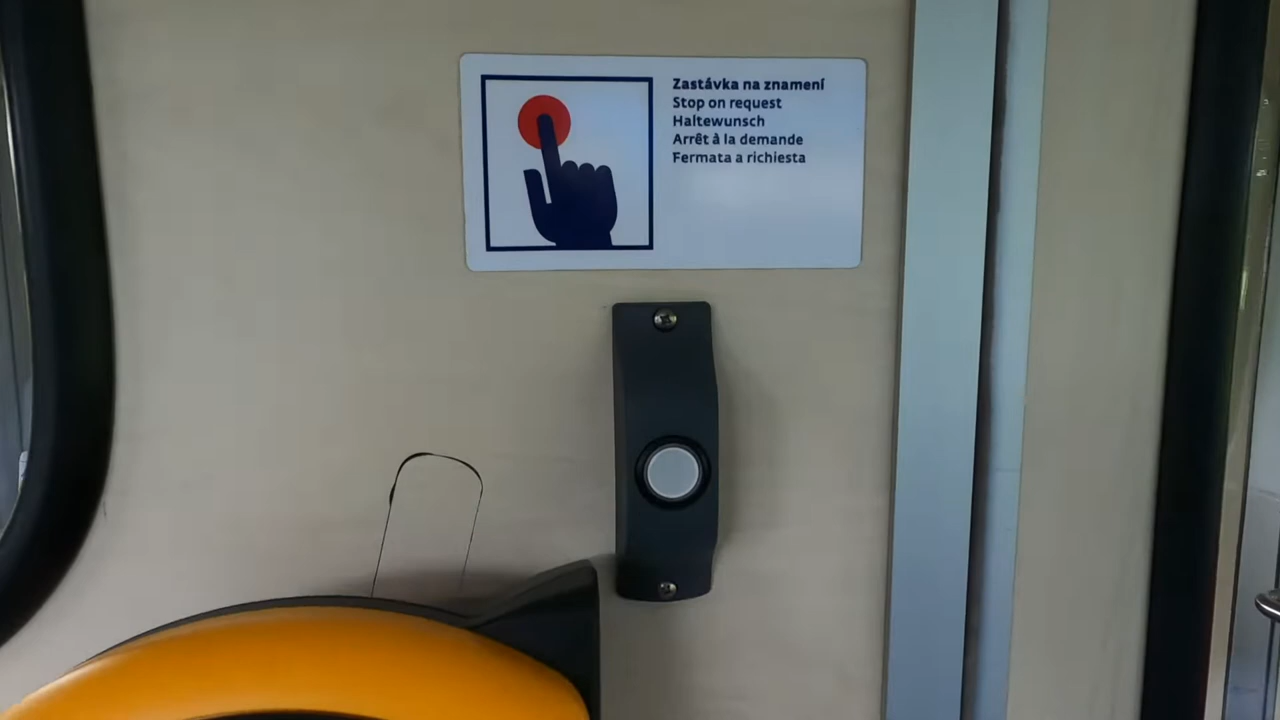 Zastávka na znamení
Stop on request
Haltewunsch
Arrêt à la demande
Fermata a richiesta